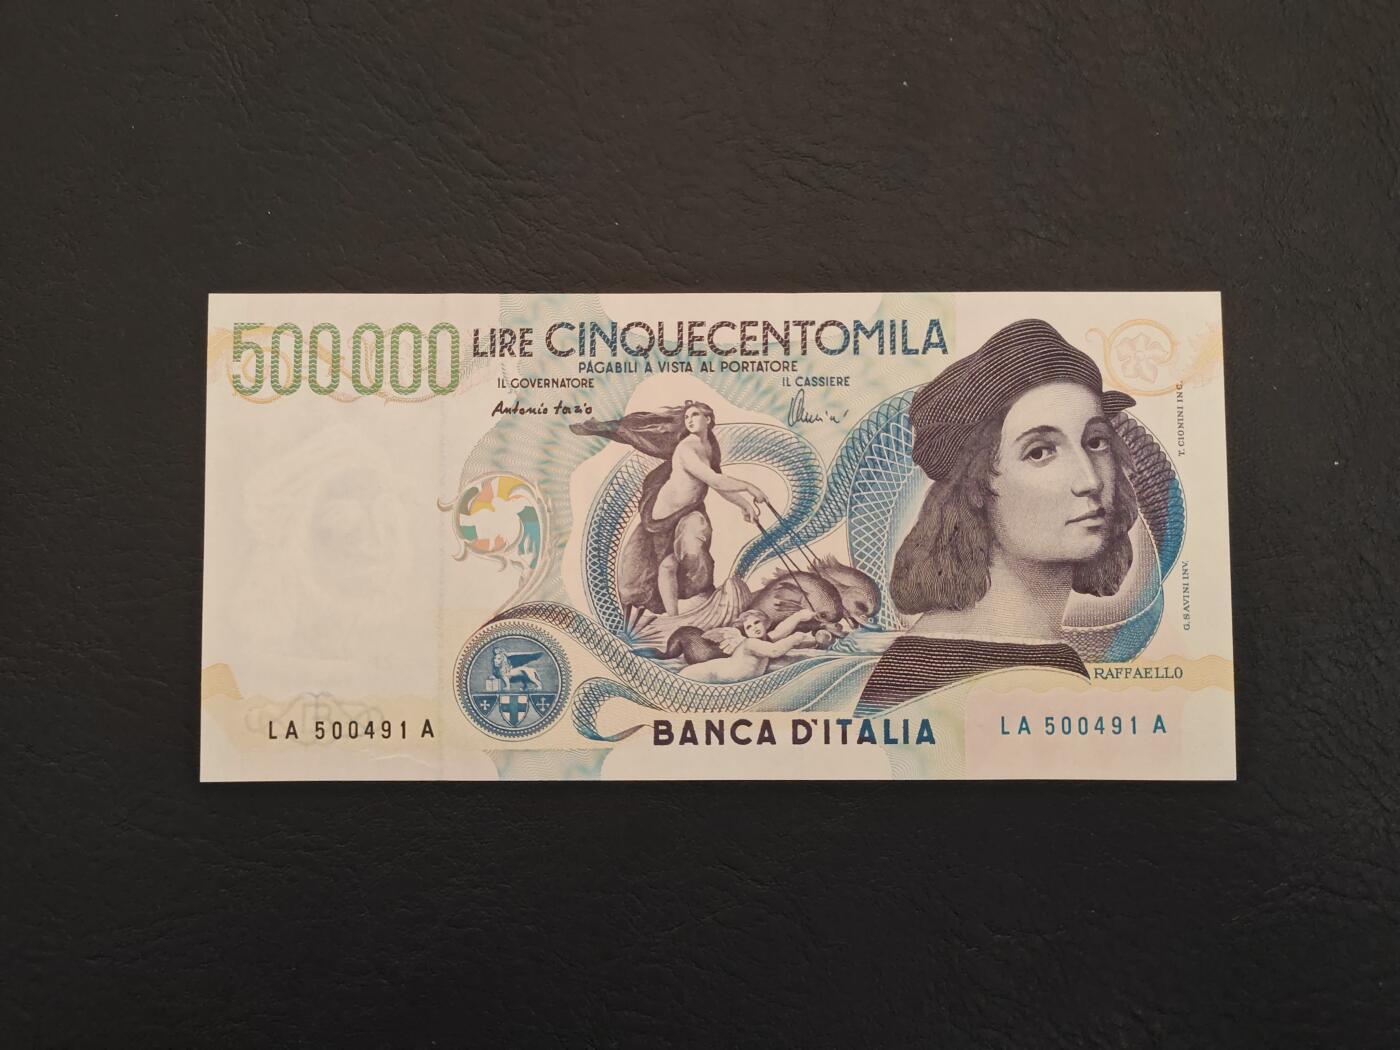 500000 LIRE CINQUECENTOMILA
PAGABILI A VISTA AL PORTATORE
IL GOVERNATORE IL CASSIERE
Antonio Fazio
T. CIONINI INC.
G. SAVINI INV.
RAFFAELLO
LA 500491 A
BANCA D'ITALIA
LA 500491 A